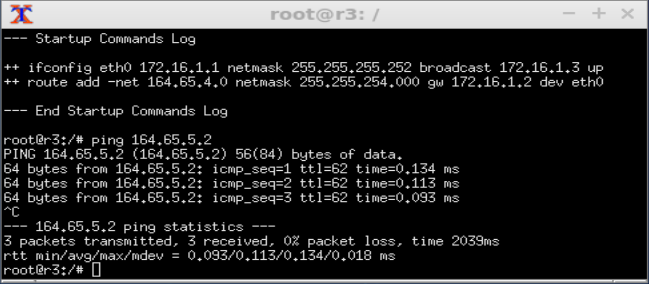 root@r3: /
--- Startup Commands Log
++ ifconfig eth0 172.16.1.1 netmask 255.255.255.252 broadcast 172.16.1.3 up
++ route add -net 164.65.4.0 netmask 255.255.254.000 gw 172.16.1.2 dev eth0
--- End Startup Commands Log
root@r3:/# ping 164.65.5.2
PING 164.65.5.2 (164.65.5.2) 56(84) bytes of data.
64 bytes from 164.65.5.2: icmp_seq=1 ttl=62 time=0.134 ms
64 bytes from 164.65.5.2: icmp_seq=2 ttl=62 time=0.113 ms
64 bytes from 164.65.5.2: icmp_seq=3 ttl=62 time=0.093 ms
^C
--- 164.65.5.2 ping statistics ---
3 packets transmitted, 3 received, 0% packet loss, time 2039ms
rtt min/avg/max/mdev = 0.093/0.113/0.134/0.018 ms
root@r3:/#